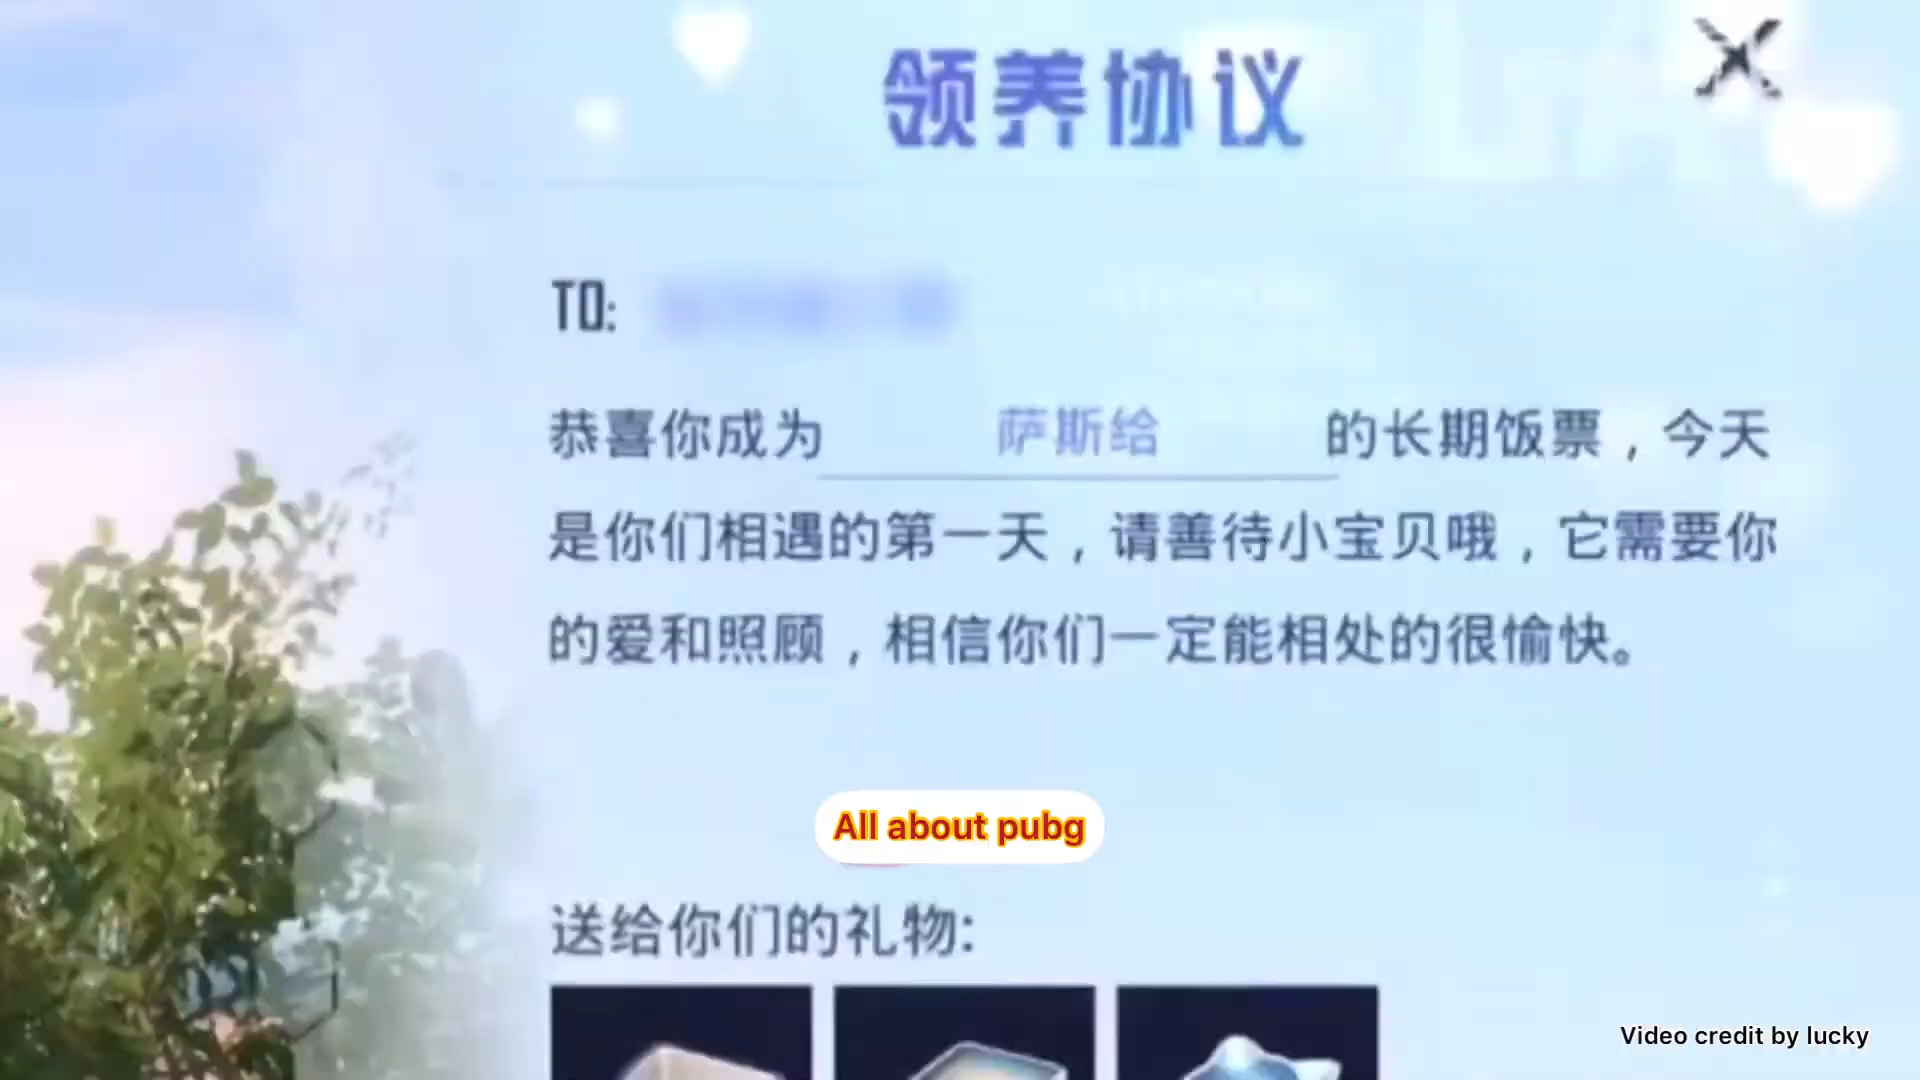 领养协议
TO:
恭喜你成为 萨斯给 的长期饭票，今天
是你们相遇的第一天，请善待小宝贝哦，它需要你
的爱和照顾，相信你们一定能相处的很愉快。
All about pubg
送给你们的礼物:
Video credit by lucky